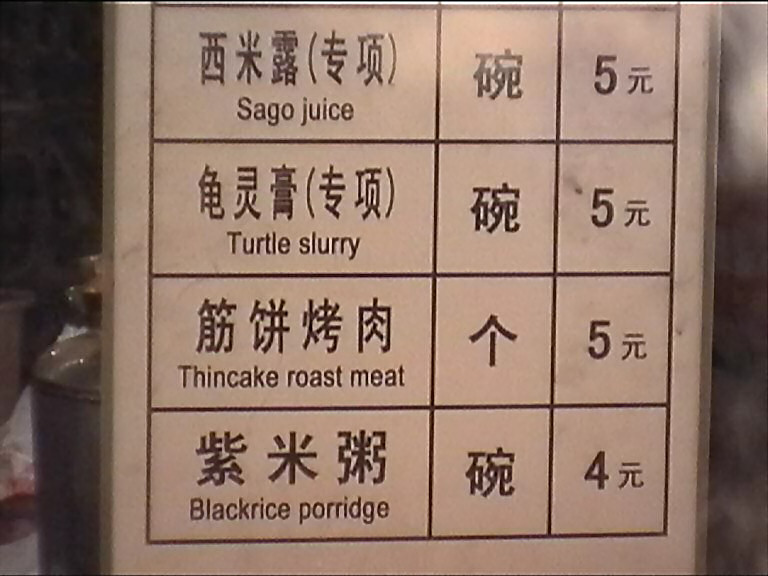 西米露(专项) 碗 5元
Sago juice
龟灵膏(专项) 碗 5元
Turtle slurry
筋饼烤肉 个 5元
Thincake roast meat
紫米粥 碗 4元
Blackrice porridge